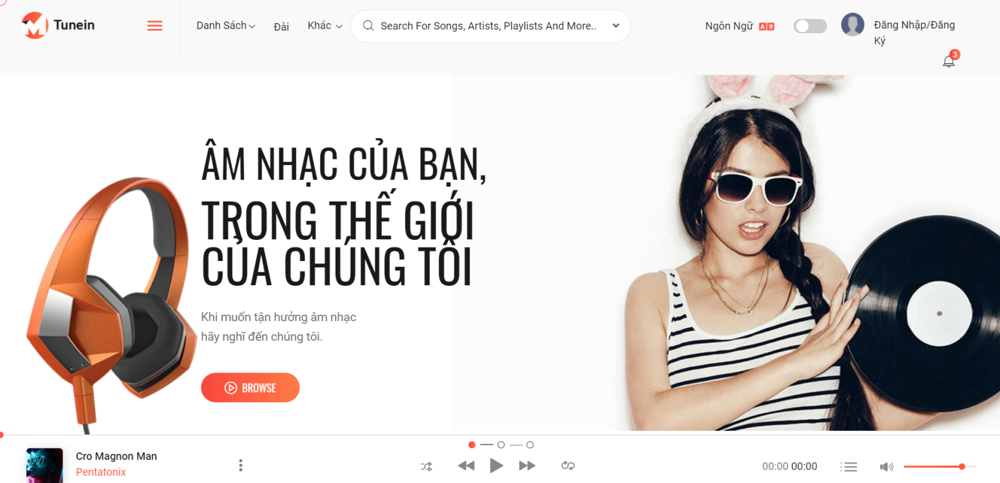 Tunein
Danh Sách
Đài
Khác
Search For Songs, Artists, Playlists And More..
Ngôn Ngữ
Đăng Nhập/Đăng
Ký
3
ÂM NHẠC CỦA BẠN,
TRONG THẾ GIỚI
CỦA CHÚNG TÔI
Khi muốn tận hưởng âm nhạc
hãy nghĩ đến chúng tôi.
BROWSE
Cro Magnon Man
Pentatonix
00:00 00:00